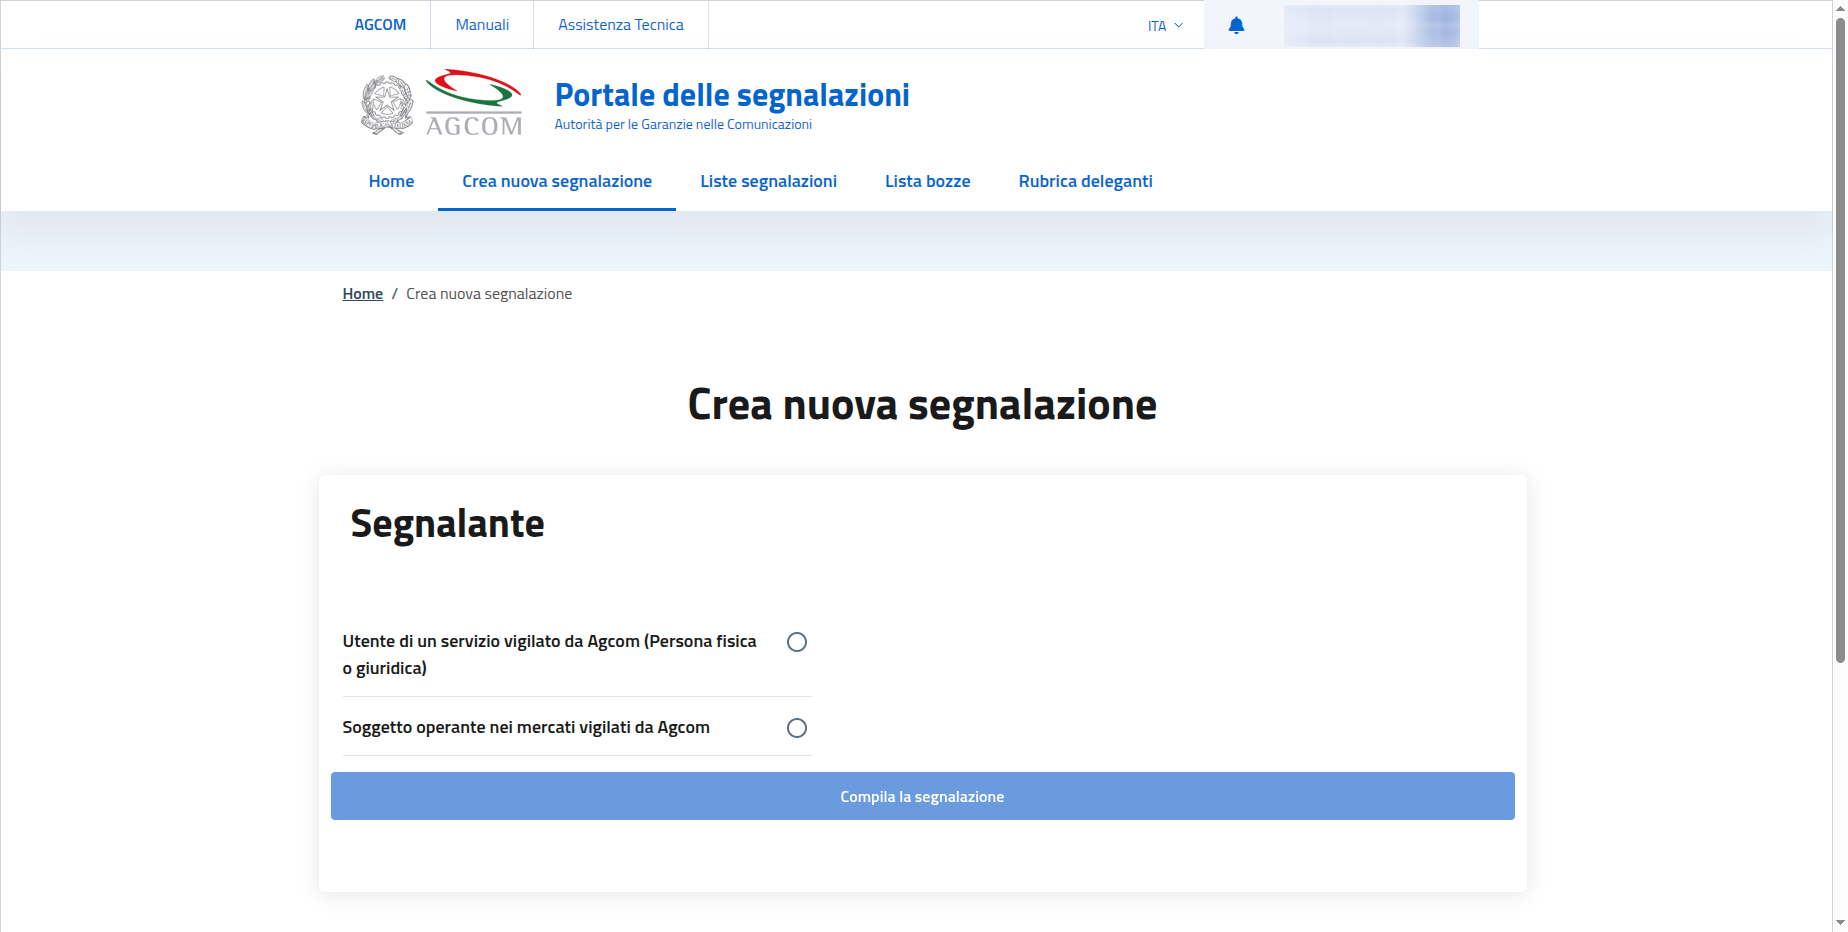 AGCOM
Manuali
Assistenza Tecnica
ITA
AGCOM
Portale delle segnalazioni
Autorità per le Garanzie nelle Comunicazioni
Home
Crea nuova segnalazione
Liste segnalazioni
Lista bozze
Rubrica deleganti
Home / Crea nuova segnalazione
Crea nuova segnalazione
Segnalante
Utente di un servizio vigilato da Agcom (Persona fisica
o giuridica)
Soggetto operante nei mercati vigilati da Agcom
Compila la segnalazione